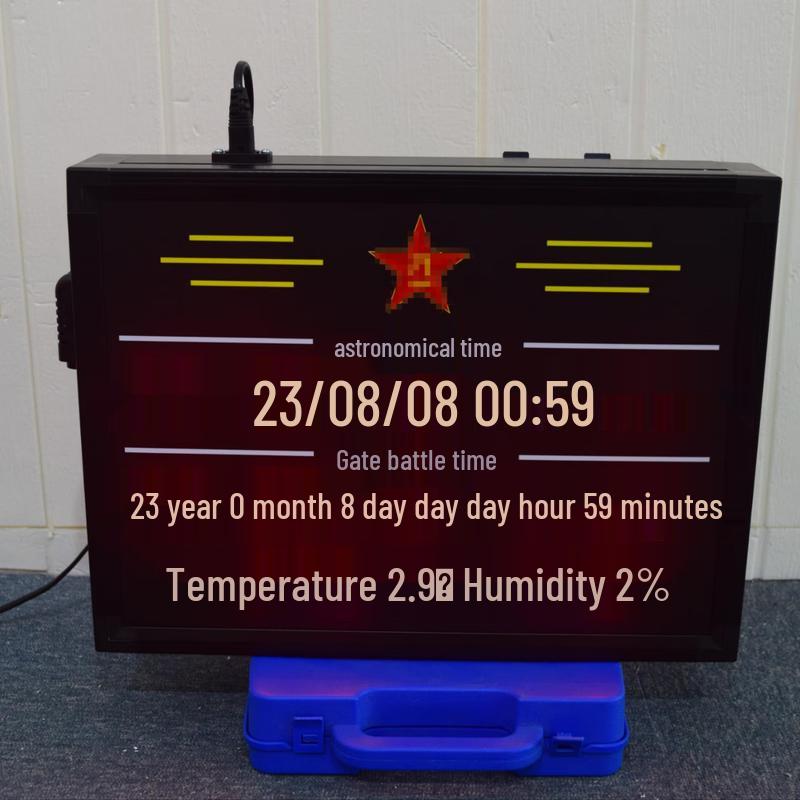 astronomical time
23/08/08 00:59
Gate battle time
23 year 0 month 8 day day day hour 59 minutes
Temperature 2.9� Humidity 2%